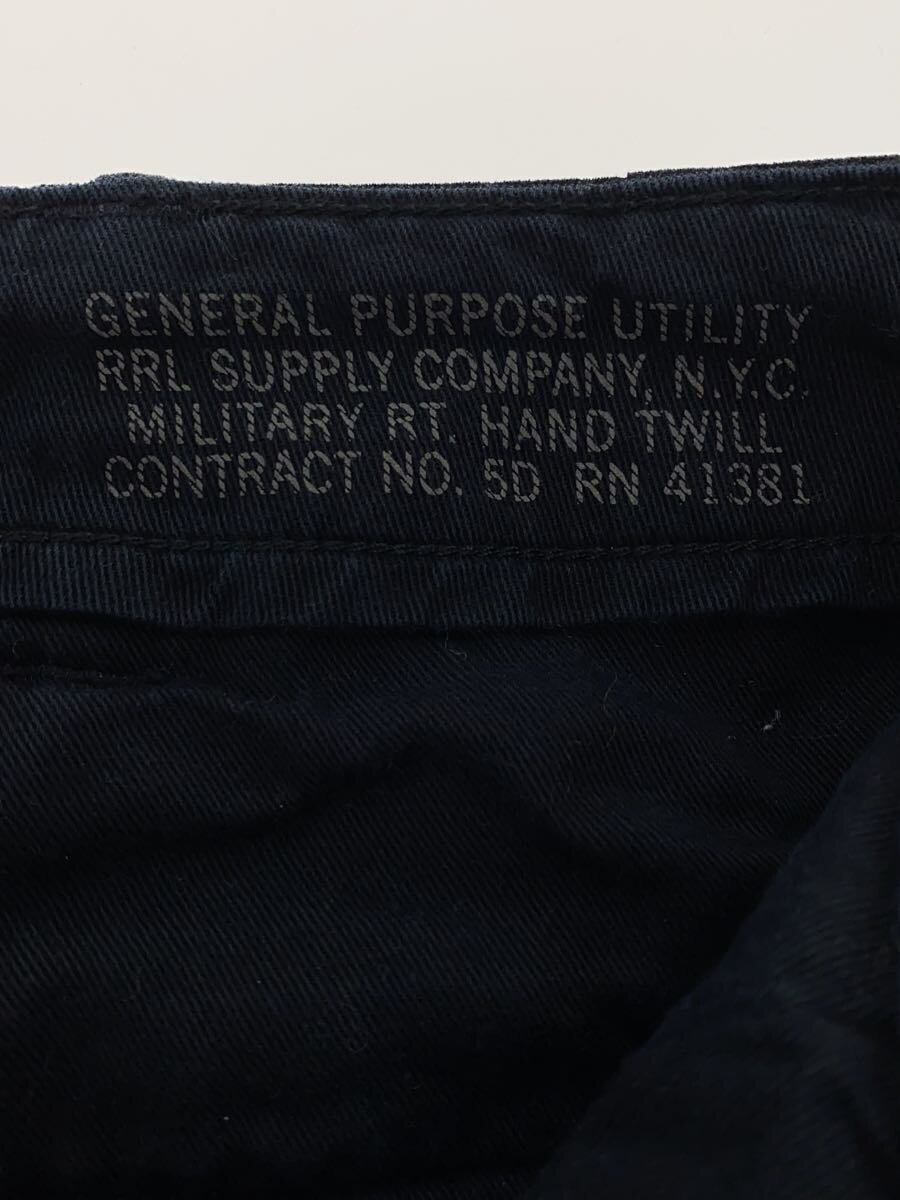 GENERAL PURPOSE UTILITY
RRL SUPPLY COMPANY, N.Y.C.
MILITARY RT. HAND TWILL
CONTRACT NO. 5D RN 41381